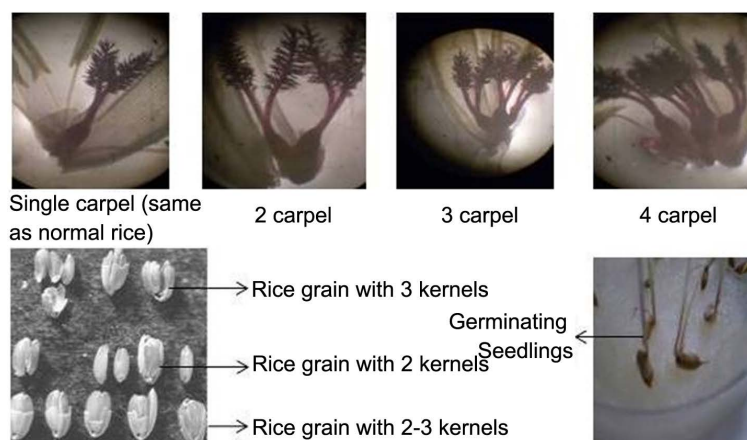 Single carpel (same
as normal rice)
2 carpel
3 carpel
4 carpel
Rice grain with 3 kernels
Germinating
Seedlings
Rice grain with 2 kernels
Rice grain with 2-3 kernels